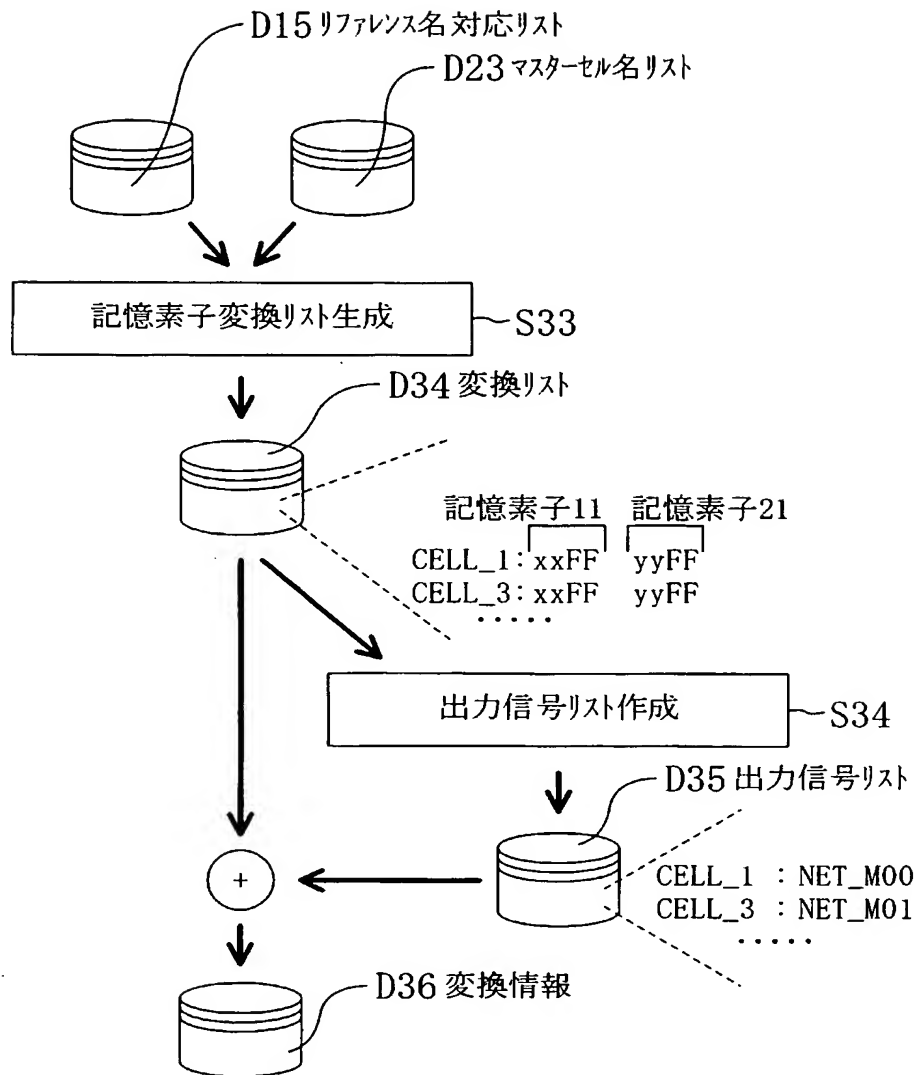 D15 リファレンス名対応リスト
D23 マスターセル名リスト
記憶素子変換リスト生成
S33
D34 変換リスト
記憶素子11 記憶素子21
CELL_1: xxFF yyFF
CELL_3: xxFF yyFF
・・・・・
出力信号リスト作成
S34
D35 出力信号リスト
+
CELL_1 : NET_M00
CELL_3 : NET_M01
・・・・・
D36 変換情報